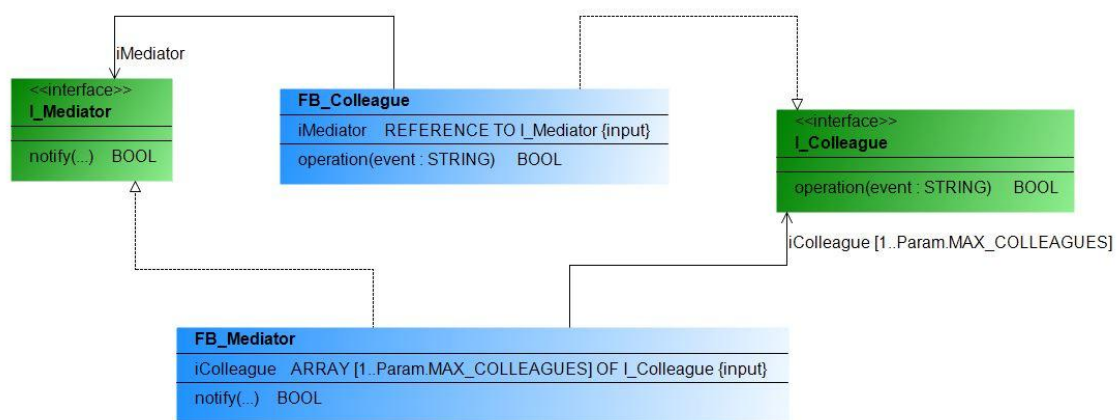 iMediator
<<interface>>
I_Mediator
notify(...) BOOL
FB_Colleague
iMediator REFERENCE TO I_Mediator {input}
operation(event : STRING) BOOL
<<interface>>
I_Colleague
operation(event : STRING) BOOL
iColleague [1..Param.MAX_COLLEAGUES]
FB_Mediator
iColleague ARRAY [1..Param.MAX_COLLEAGUES] OF I_Colleague {input}
notify(...) BOOL